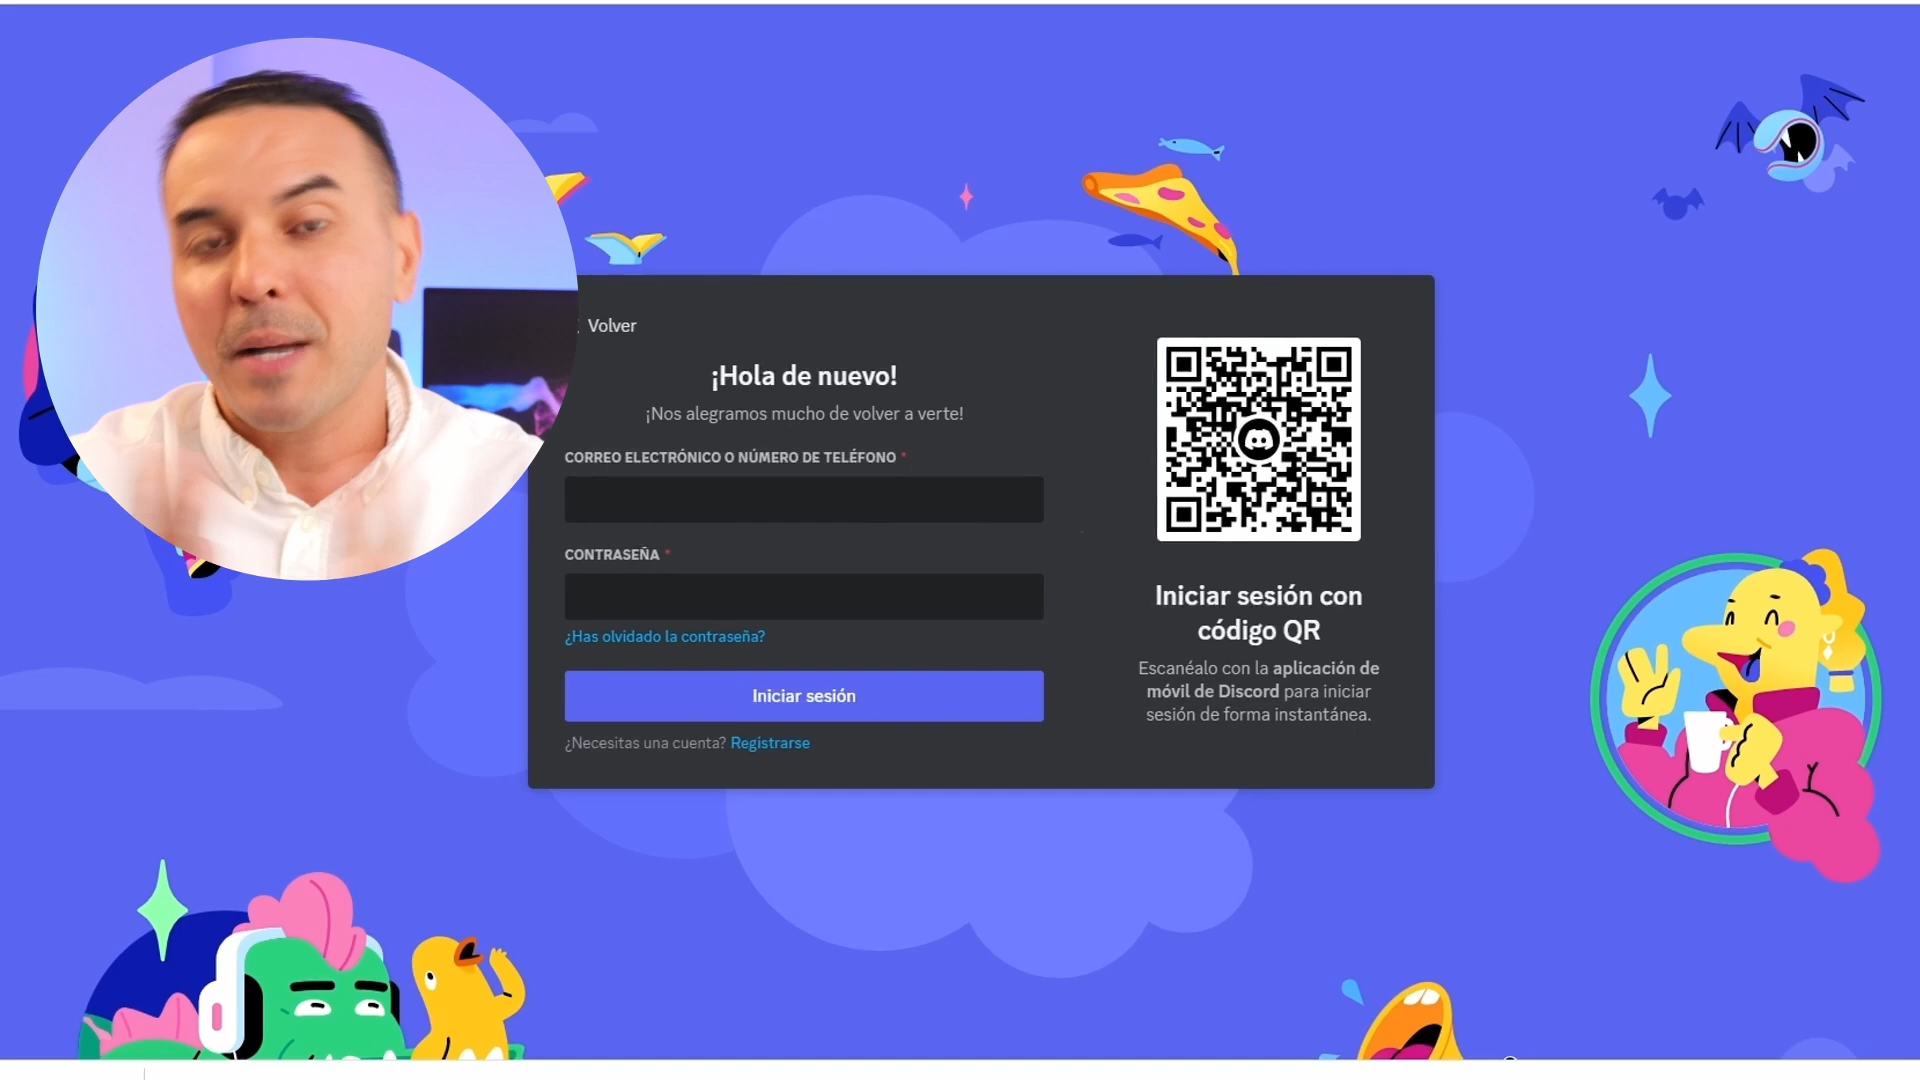 Volver
¡Hola de nuevo!
¡Nos alegramos mucho de volver a verte!
CORREO ELECTRÓNICO O NÚMERO DE TELÉFONO *
CONTRASEÑA *
¿Has olvidado la contraseña?
Iniciar sesión
¿Necesitas una cuenta? Registrarse
Iniciar sesión con
código QR
Escanéalo con la aplicación de
móvil de Discord para iniciar
sesión de forma instantánea.